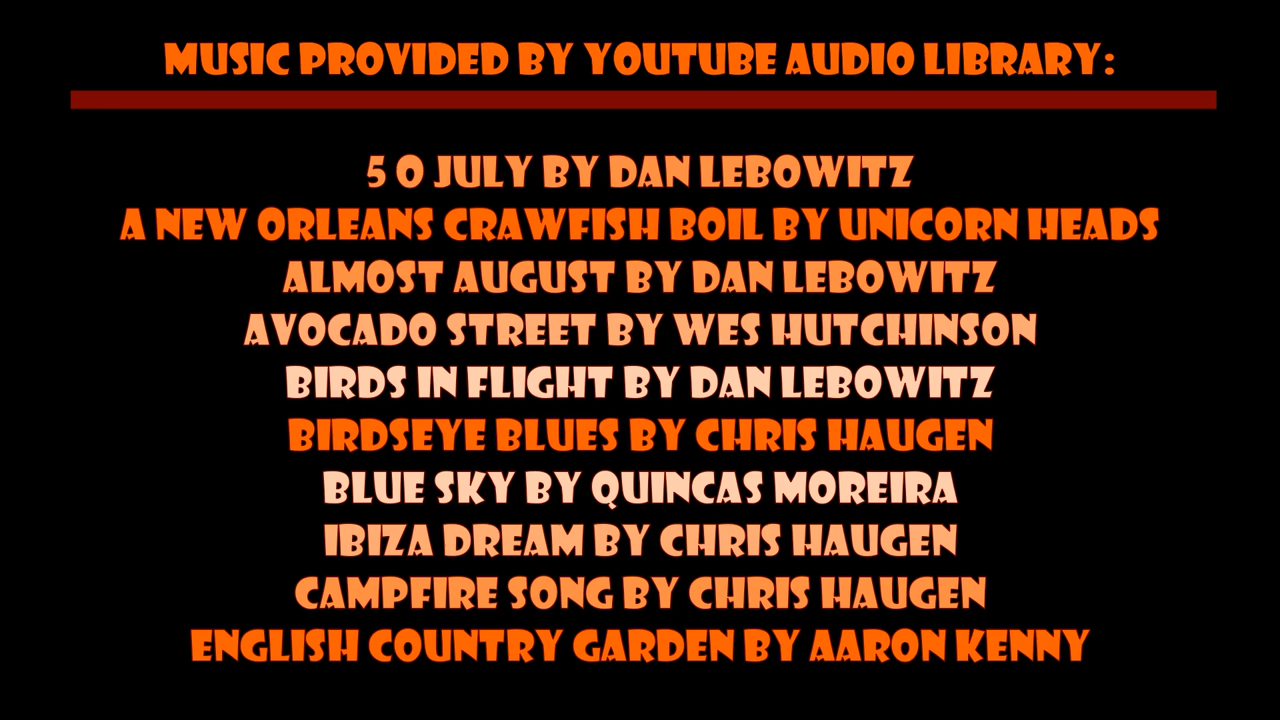 MUSIC PROVIDED BY YOUTUBE AUDIO LIBRARY:
5 O JULY BY DAN LEBOWITZ
A NEW ORLEANS CRAWFISH BOIL BY UNICORN HEADS
ALMOST AUGUST BY DAN LEBOWITZ
AVOCADO STREET BY WES HUTCHINSON
BIRDS IN FLIGHT BY DAN LEBOWITZ
BIRDSEYE BLUES BY CHRIS HAUGEN
BLUE SKY BY QUINCAS MOREIRA
IBIZA DREAM BY CHRIS HAUGEN
CAMPFIRE SONG BY CHRIS HAUGEN
ENGLISH COUNTRY GARDEN BY AARON KENNY